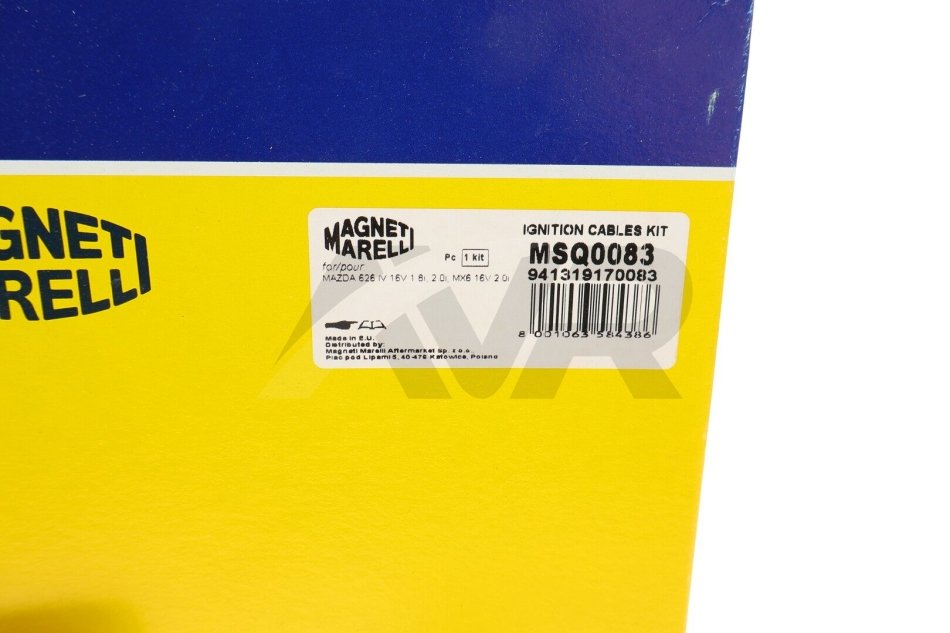 GNETI
ARELLI
MAGNETI
MARELLI
for/pour
MAZDA 626 IV 16V 1.8i, 2.0i, MX6 16V 2.0i
Pc 1 kit
IGNITION CABLES KIT
MSQ0083
941319170083
8 001063 584386
Made in E.U.
Distributed by:
Magneti Marelli Aftermarket Sp. z o.o.
Plac pod Lipami 5, 40-476 Katowice, Poland
AVR